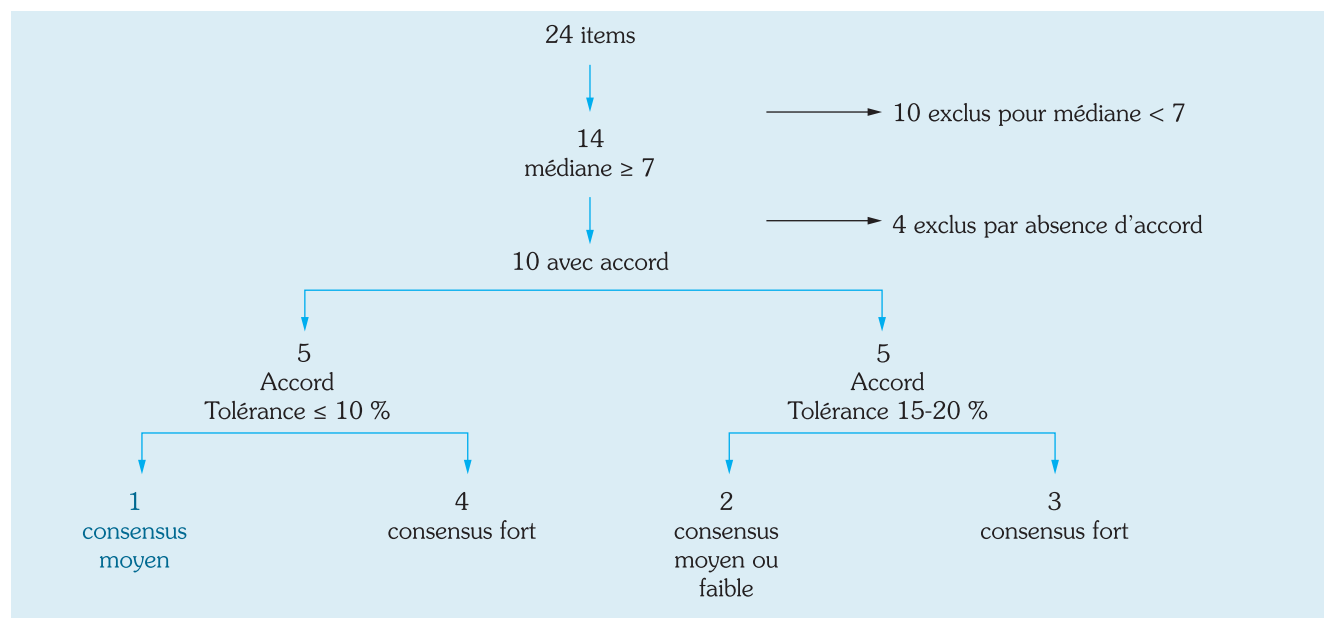 24 items
10 exclus pour médiane < 7
14
médiane ≥ 7
4 exclus par absence d’accord
10 avec accord
5
Accord
Tolérance ≤ 10 %
5
Accord
Tolérance 15-20 %
1
consensus
moyen
4
consensus fort
2
consensus
moyen ou
faible
3
consensus fort